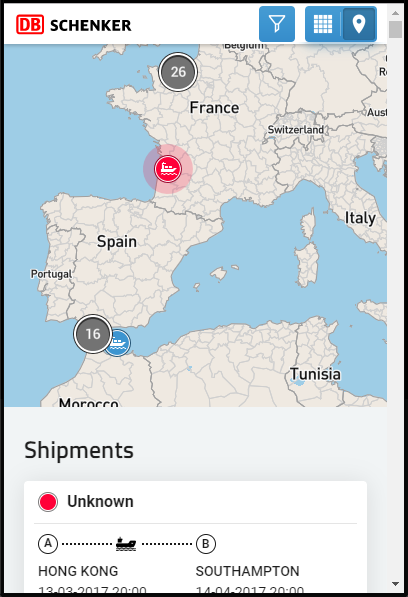 DB SCHENKER
Belgium
26
France
Switzerland
Italy
Spain
Portugal
16
Tunisia
Morocco
Shipments
Unknown
A
B
HONG KONG
SOUTHAMPTON
13-03-2017 20:00
14-04-2017 20:00